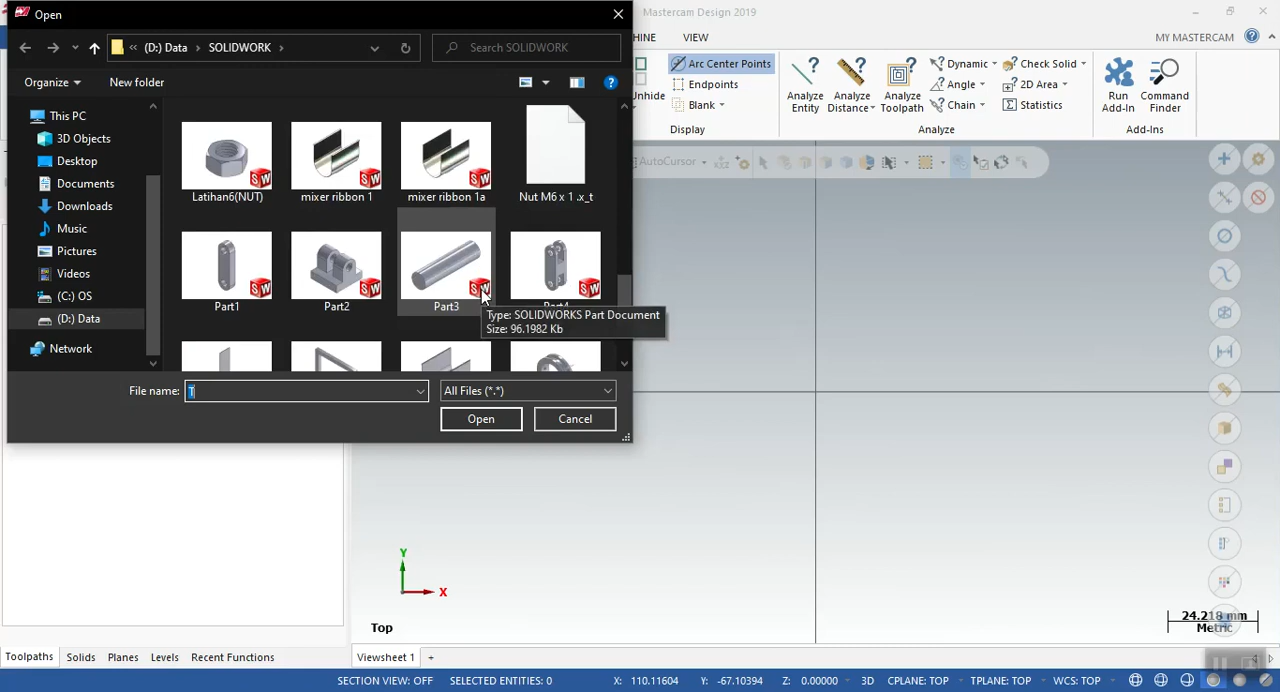 Open
Mastercam Design 2019
(D:) Data
SOLIDWORK
Search SOLIDWORK
Organize
New folder
This PC
3D Objects
Desktop
Documents
Downloads
Music
Pictures
Videos
(C:) OS
(D:) Data
Network
Latihan6(NUT)
mixer ribbon 1
mixer ribbon 1a
Nut M6 x 1 .x_t
Part1
Part2
Part3
Type: SOLIDWORKS Part Document
Size: 96.1982 Kb
File name:
T
All Files (*.*)
Open
Cancel
VIEW
MY MASTERCAM
Arc Center Points
Endpoints
Blank
Display
Analyze Entity
Analyze Distance
Analyze Toolpath
Dynamic
Angle
Chain
Check Solid
2D Area
Statistics
Analyze
Run Add-In
Command Finder
Add-Ins
AutoCursor
Y
X
Top
24.218 mm
Metric
Toolpaths
Solids
Planes
Levels
Recent Functions
Viewsheet 1
+
SECTION VIEW: OFF
SELECTED ENTITIES: 0
X: 110.11604
Y: -67.10394
Z: 0.00000
3D
CPLANE: TOP
TPLANE: TOP
WCS: TOP